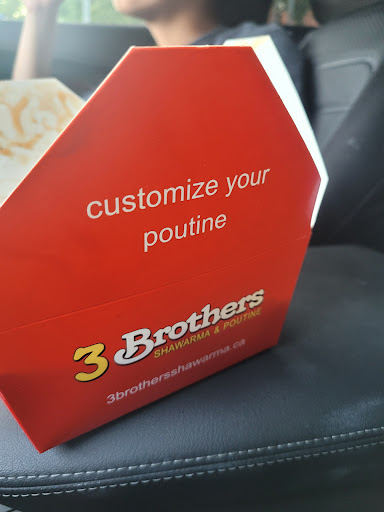 customize your
poutine
3 Brothers
SHAWARMA & POUTINE
3brothersshawarma.ca